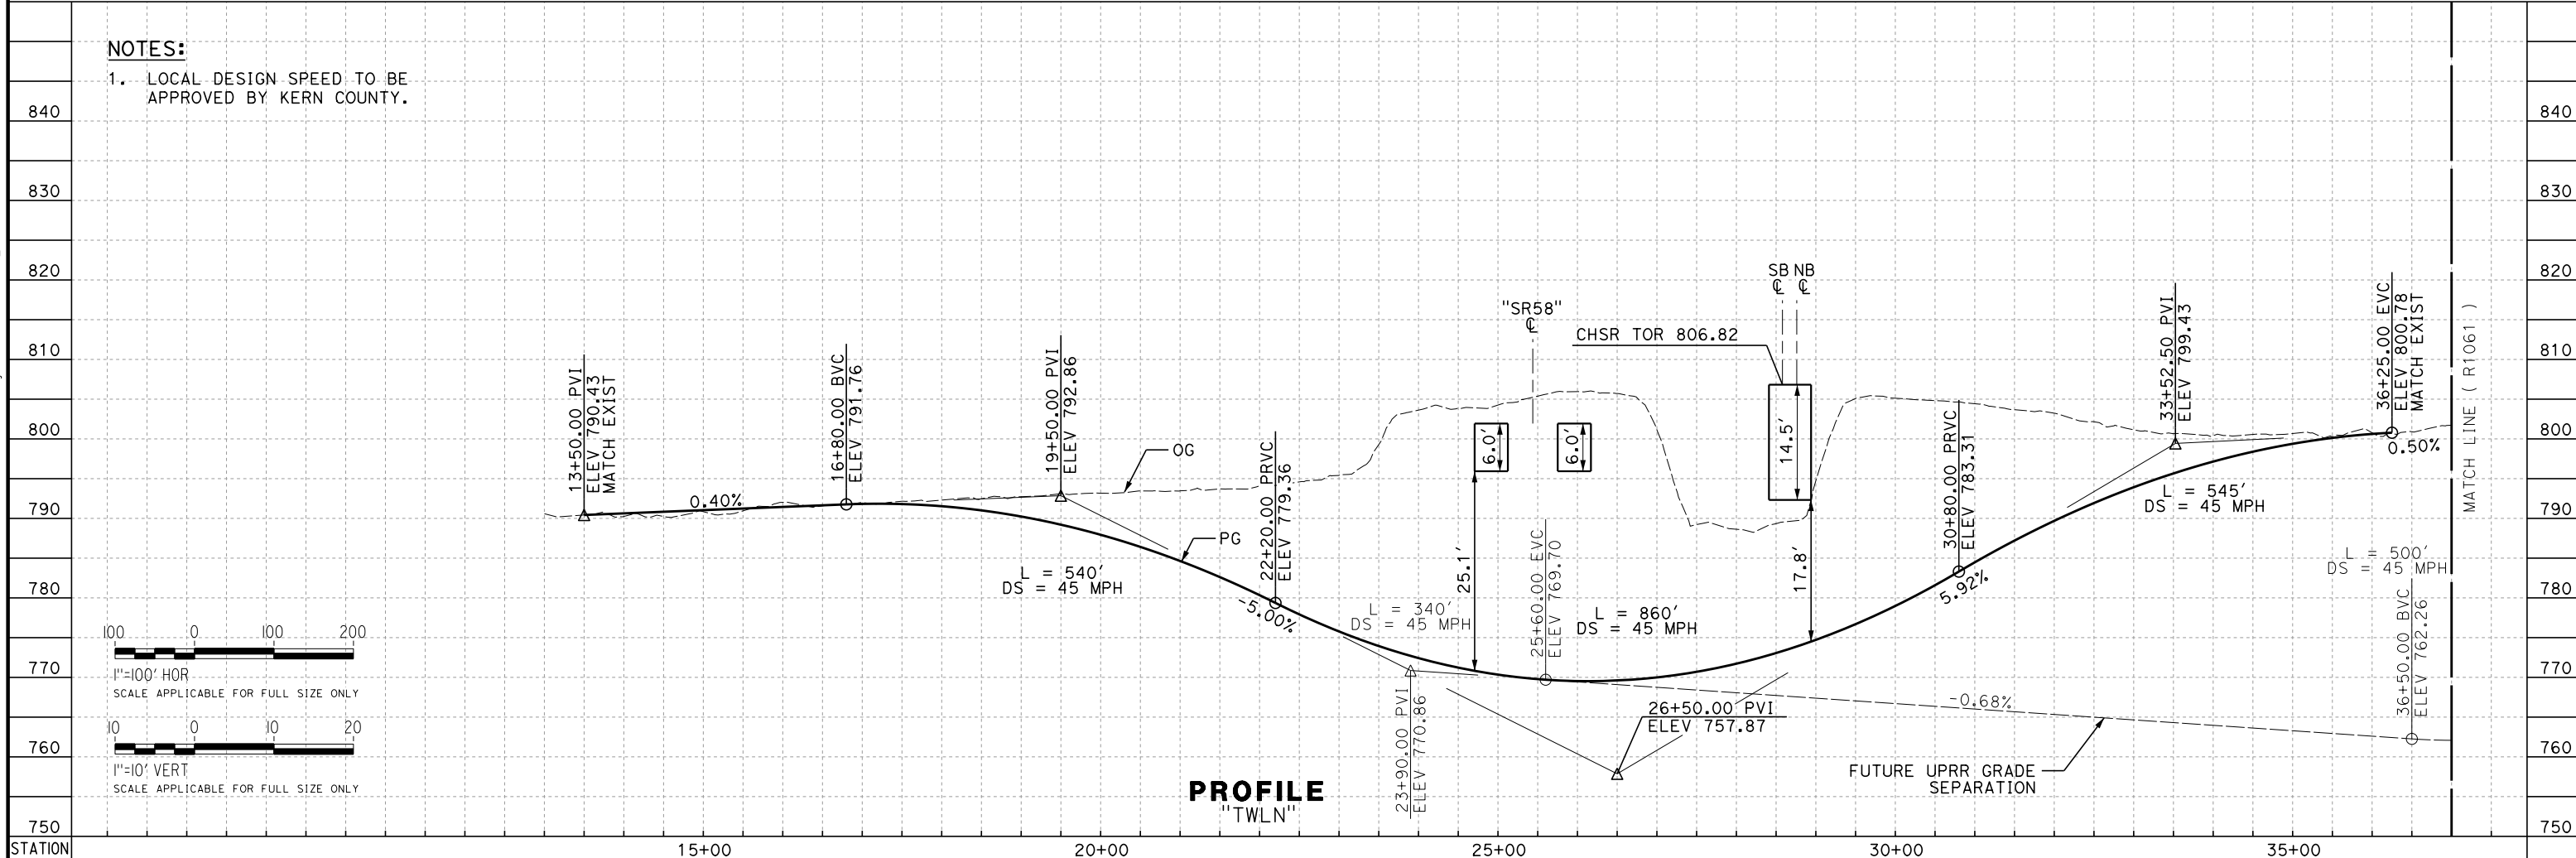 NOTES:
1. LOCAL DESIGN SPEED TO BE
APPROVED BY KERN COUNTY.
840
830
820
810
800
790
780
770
760
750
STATION
15+00
20+00
25+00
30+00
35+00
840
830
820
810
800
790
780
770
760
750
13+50.00 PVI
ELEV 790.43
MATCH EXIST
0.40%
16+80.00 BVC
ELEV 791.76
19+50.00 PVI
ELEV 792.86
OG
PG
L = 540'
DS = 45 MPH
22+20.00 PRVC
ELEV 779.36
-5.00%
L = 340'
DS = 45 MPH
23+90.00 PVI
ELEV 770.86
25.1'
6.0'
6.0'
"SR58"
℄
25+60.00 EVC
ELEV 769.70
L = 860'
DS = 45 MPH
26+50.00 PVI
ELEV 757.87
CHSR TOR 806.82
SB NB
℄ ℄
14.5'
17.8'
30+80.00 PRVC
ELEV 783.31
5.92%
-0.68%
FUTURE UPRR GRADE
SEPARATION
33+52.50 PVI
ELEV 799.43
L = 545'
DS = 45 MPH
36+25.00 EVC
ELEV 800.78
MATCH EXIST
0.50%
L = 500'
DS = 45 MPH
36+50.00 BVC
ELEV 762.26
MATCH LINE ( R1061 )
100 0 100 200
1"=100' HOR
SCALE APPLICABLE FOR FULL SIZE ONLY
10 0 10 20
1"=10' VERT
SCALE APPLICABLE FOR FULL SIZE ONLY
PROFILE
"TWLN"